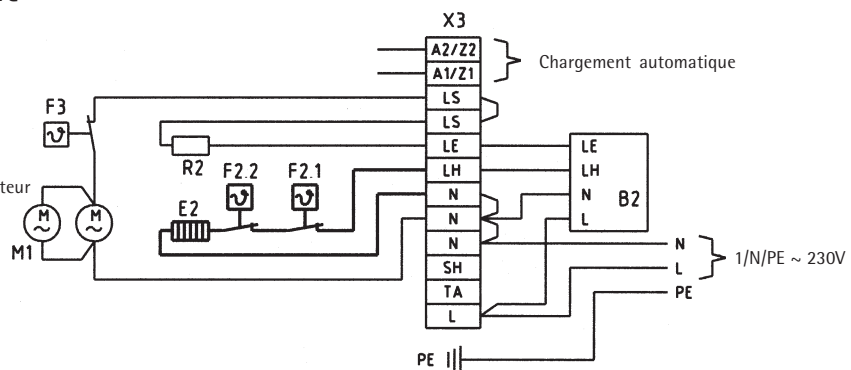 X3
A2/Z2
A1/Z1
Chargement automatique
LS
LS
LE
LH
N
N
N
SH
TA
L
F3
R2
F2.2
F2.1
E2
teur
M
M
M1
LE
LH
N
L
B2
N
L
PE
1/N/PE ~ 230V
PE